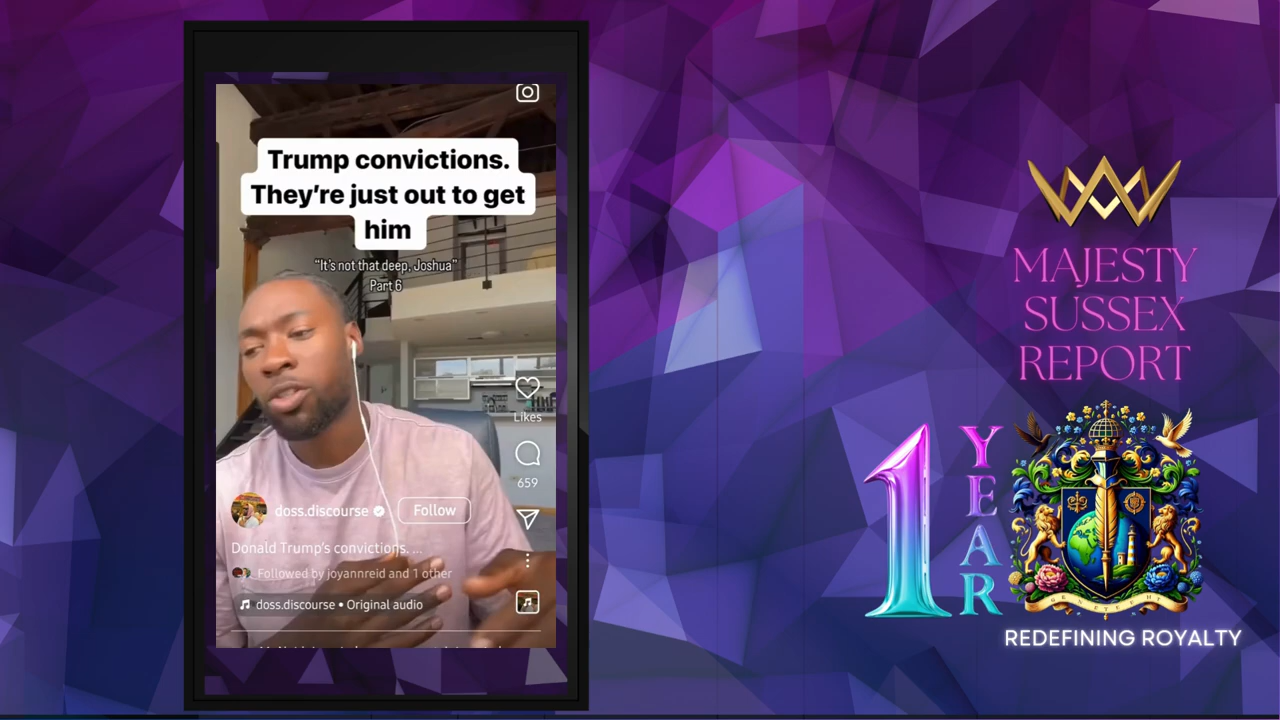 Trump convictions.
They're just out to get
him
"It's not that deep, Joshua"
Part 6
Likes
659
doss.discourse
Follow
Donald Trump's convictions. ...
Followed by joyannreid and 1 other
doss.discourse • Original audio
MAJESTY
SUSSEX
REPORT
1
YEAR
REDEFINING ROYALTY